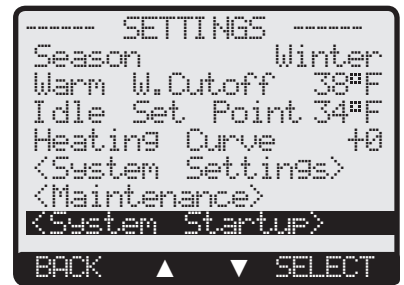 ------ SETTINGS ------
Season Winter
Warm W.Cutoff 38°F
Idle Set Point 34°F
Heating Curve +0
<System Settings>
<Maintenance>
<System Startup>
BACK ▲ ▼ SELECT